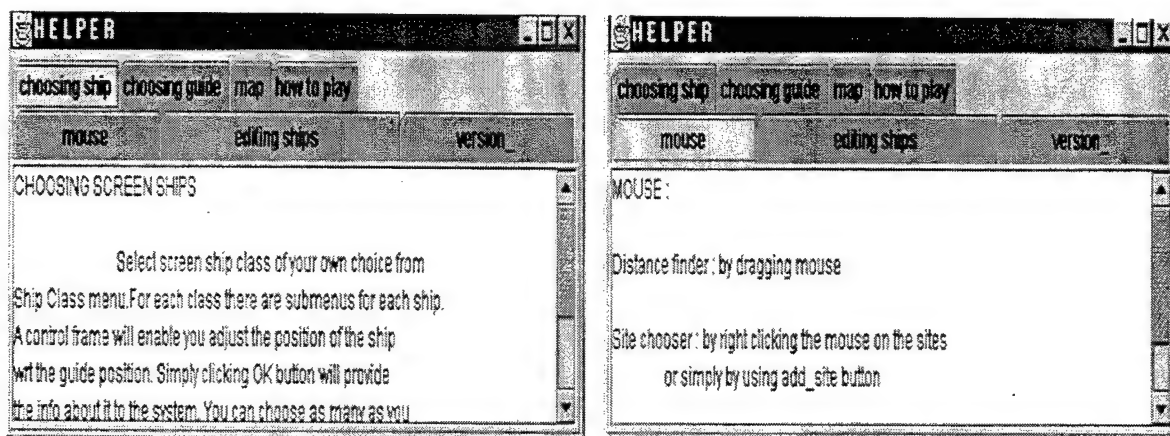 HELPER
choosing ship choosing guide map how to play
mouse editing ships version_
CHOOSING SCREEN SHIPS
Select screen ship class of your own choice from
Ship Class menu.For each class there are submenus for each ship.
A control frame will enable you adjust the position of the ship
wrt the guide position. Simply clicking OK button will provide
the info about it to the system. You can choose as many as you
HELPER
choosing ship choosing guide map how to play
mouse editing ships version_
MOUSE :
Distance finder : by dragging mouse
Site chooser : by right clicking the mouse on the sites
or simply by using add_site button